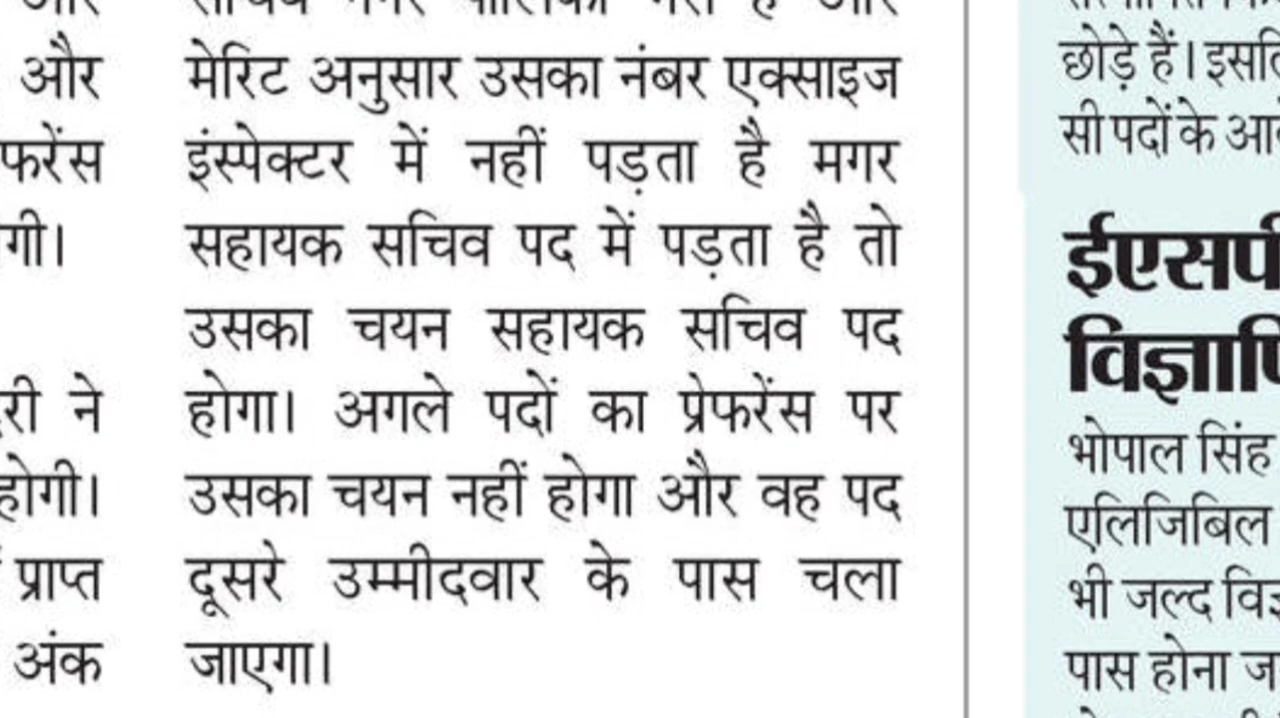 और
फरेंस
गी।
री ने
होगी।
प्राप्त
अंक
मेरिट अनुसार उसका नंबर एक्साइज
इंस्पेक्टर में नहीं पड़ता है मगर
सहायक सचिव पद में पड़ता है तो
उसका चयन सहायक सचिव पद
होगा। अगले पदों का प्रेफरेंस पर
उसका चयन नहीं होगा और वह पद
दूसरे उम्मीदवार के पास चला
जाएगा।
छोड़े हैं। इसलि
सी पदों के आ
ईएसपी
विज्ञापि
भोपाल सिंह
एलिजिबिल
भी जल्द विज्ञ
पास होना ज